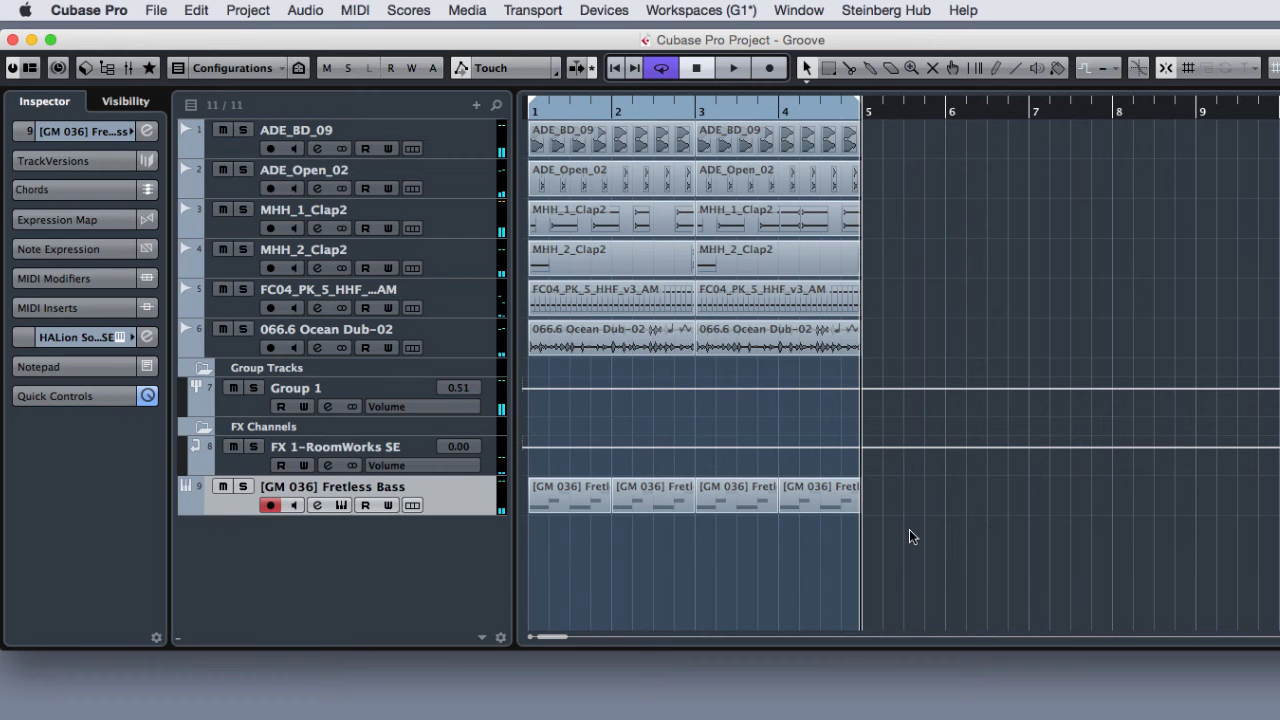 Cubase Pro File Edit Project Audio MIDI Scores Media Transport Devices Workspaces (G1*) Window Steinberg Hub Help
Cubase Pro Project - Groove
Configurations M S L R W A Touch
Inspector Visibility 11 / 11
1 2 3 4 5 6 7 8 9
9 [GM 036] Fre...ss
TrackVersions
Chords
Expression Map
Note Expression
MIDI Modifiers
MIDI Inserts
HALion So...SE
Notepad
Quick Controls
1 m S ADE_BD_09
R W
2 m S ADE_Open_02
R W
3 m S MHH_1_Clap2
R W
4 m S MHH_2_Clap2
R W
5 m S FC04_PK_5_HHF_...AM
R W
6 m S 066.6 Ocean Dub-02
R W
Group Tracks
7 m S Group 1 0.51
R W Volume
FX Channels
8 m S FX 1-RoomWorks SE 0.00
R W Volume
9 m S [GM 036] Fretless Bass
R W
ADE_BD_09 ADE_BD_09
ADE_Open_02 ADE_Open_02
MHH_1_Clap2 MHH_1_Clap2
MHH_2_Clap2 MHH_2_Clap2
FC04_PK_5_HHF_v3_AM FC04_PK_5_HHF_v3_AM
066.6 Ocean Dub-02 066.6 Ocean Dub-02
[GM 036] Fretl [GM 036] Fretl [GM 036] Fretl [GM 036] Fretl